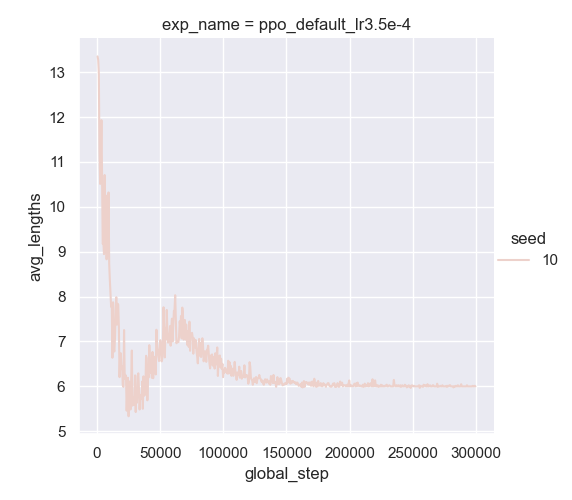 exp_name = ppo_default_lr3.5e-4
13
12
11
10
9
8
7
6
5
avg_lengths
0 50000 100000 150000 200000 250000 300000
global_step
seed
10